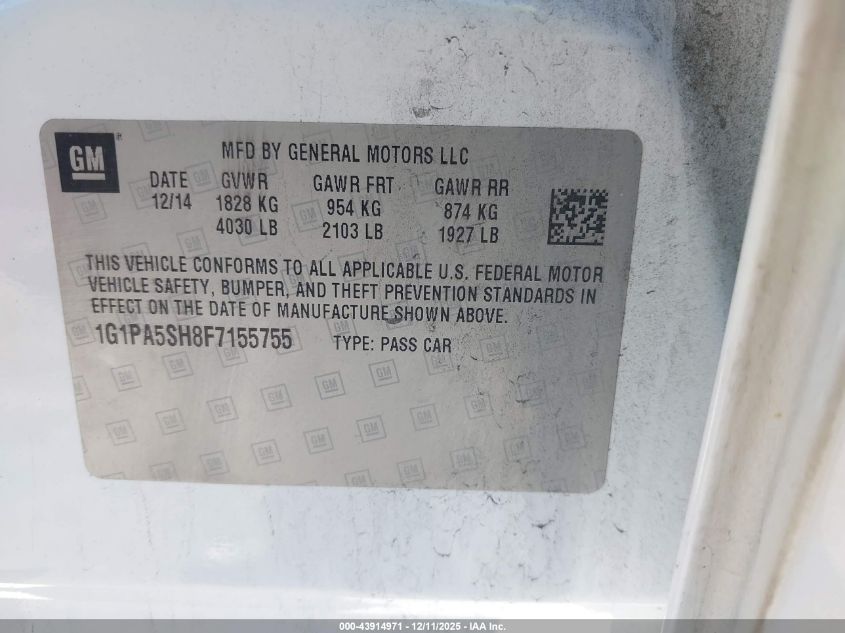 GM
MFD BY GENERAL MOTORS LLC
DATE GVWR GAWR FRT GAWR RR
12/14 1828 KG 954 KG 874 KG
4030 LB 2103 LB 1927 LB
THIS VEHICLE CONFORMS TO ALL APPLICABLE U.S. FEDERAL MOTOR
VEHICLE SAFETY, BUMPER, AND THEFT PREVENTION STANDARDS IN
EFFECT ON THE DATE OF MANUFACTURE SHOWN ABOVE.
1G1PA5SH8F7155755 TYPE: PASS CAR
000-43914971 - 12/11/2025 - IAA Inc.